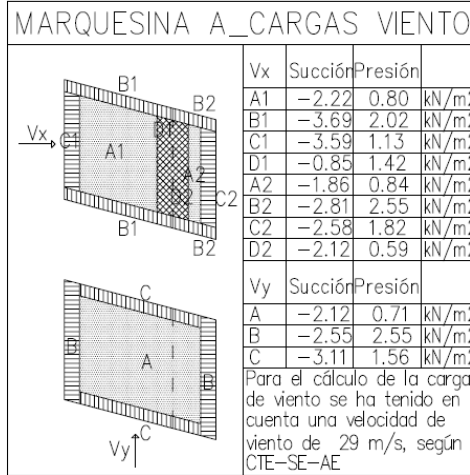 MARQUESINA A_CARGAS VIENTO
B1
B2
Vx
C1
A1
D1
A2
D2
C2
B1
B2
Vx Succión Presión
A1 -2.22 0.80 kN/m2
B1 -3.69 2.02 kN/m2
C1 -3.59 1.13 kN/m2
D1 -0.85 1.42 kN/m2
A2 -1.86 0.84 kN/m2
B2 -2.81 2.55 kN/m2
C2 -2.58 1.82 kN/m2
D2 -2.12 0.59 kN/m2
C
B
A
B
C
Vy
Vy Succión Presión
A -2.12 0.71 kN/m2
B -2.55 2.55 kN/m2
C -3.11 1.56 kN/m2
Para el cálculo de la carga
de viento se ha tenido en
cuenta una velocidad de
viento de 29 m/s, según
CTE-SE-AE